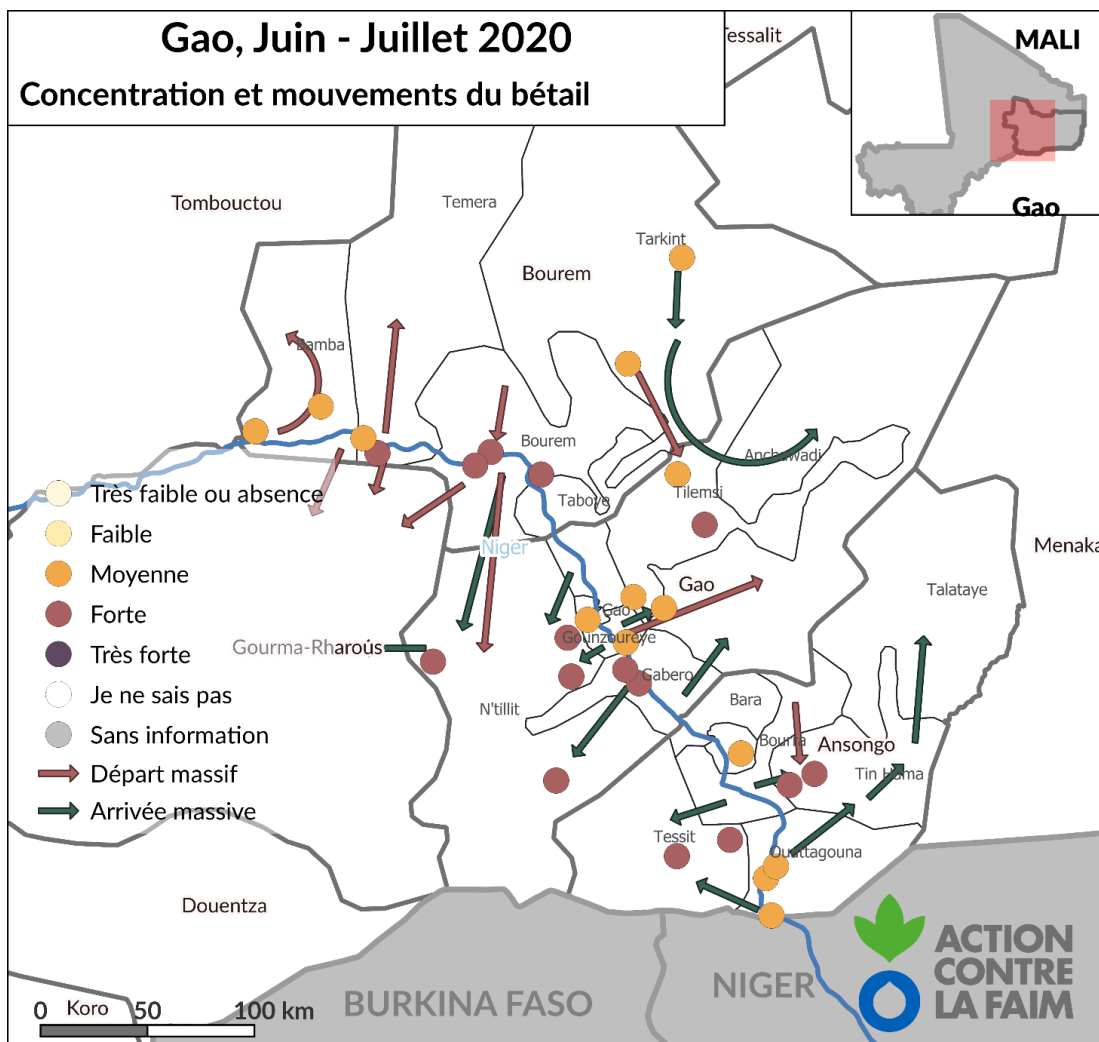 Gao, Juin - Juillet 2020
Concentration et mouvements du bétail
Tessalit
MALI
Gao
Tombouctou
Temera
Tarkint
Bourem
Bamba
Bourem
Anchawadi
Tilemsi
Taboye
Niger
Menaka
Talataye
Gao
Gao
Gounzoureye
Gourma-Rharous
Gabero
N'tillit
Bara
Bourra
Ansongo
Tin Hama
Tessit
Ouattagouna
Douentza
Koro
Très faible ou absence
Faible
Moyenne
Forte
Très forte
Je ne sais pas
Sans information
Départ massif
Arrivée massive
0 50 100 km
BURKINA FASO
NIGER
ACTION
CONTRE
LA FAIM